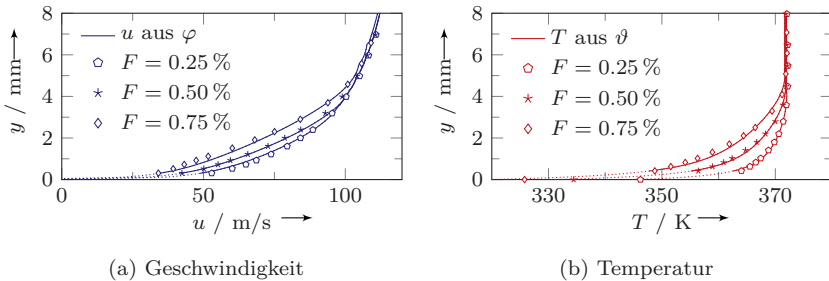 8
6
4
2
0
y / mm
u aus φ
F = 0.25 %
F = 0.50 %
F = 0.75 %
0 50 100
u / m/s
(a) Geschwindigkeit
8
6
4
2
0
y / mm
T aus ϑ
F = 0.25 %
F = 0.50 %
F = 0.75 %
330 350 370
T / K
(b) Temperatur